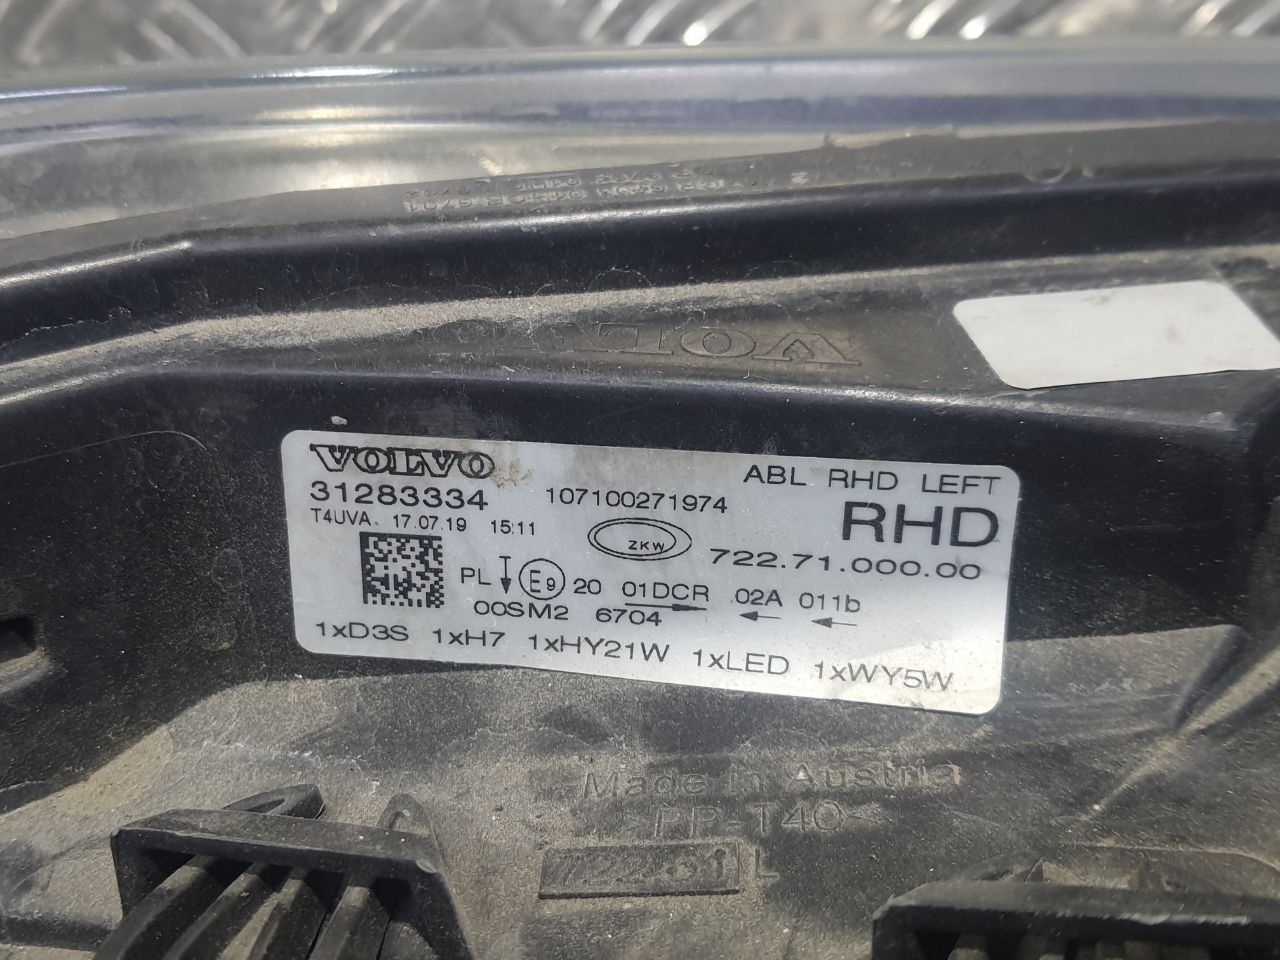 VOLVO
VOLVO ABL RHD LEFT
31283334 107100271974 RHD
T4UVA 17.07.19 15:11 ZKW 722.71.000.00
PL E9 20 01DCR 02A 011b
00SM2 6704
1xD3S 1xH7 1xHY21W 1xLED 1xWY5W
Made in Austria
>PP-T40<
L